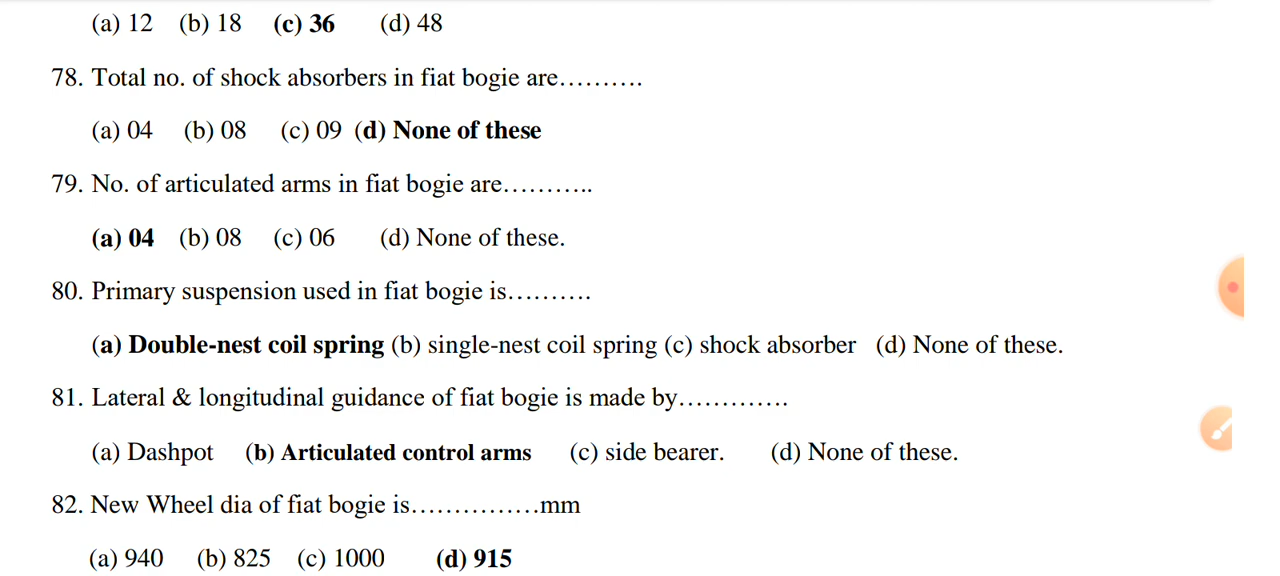 (a) 12 (b) 18 (c) 36 (d) 48
78. Total no. of shock absorbers in fiat bogie are……….
(a) 04 (b) 08 (c) 09 (d) None of these
79. No. of articulated arms in fiat bogie are………..
(a) 04 (b) 08 (c) 06 (d) None of these.
80. Primary suspension used in fiat bogie is……….
(a) Double-nest coil spring (b) single-nest coil spring (c) shock absorber (d) None of these.
81. Lateral & longitudinal guidance of fiat bogie is made by………….
(a) Dashpot (b) Articulated control arms (c) side bearer. (d) None of these.
82. New Wheel dia of fiat bogie is……………mm
(a) 940 (b) 825 (c) 1000 (d) 915